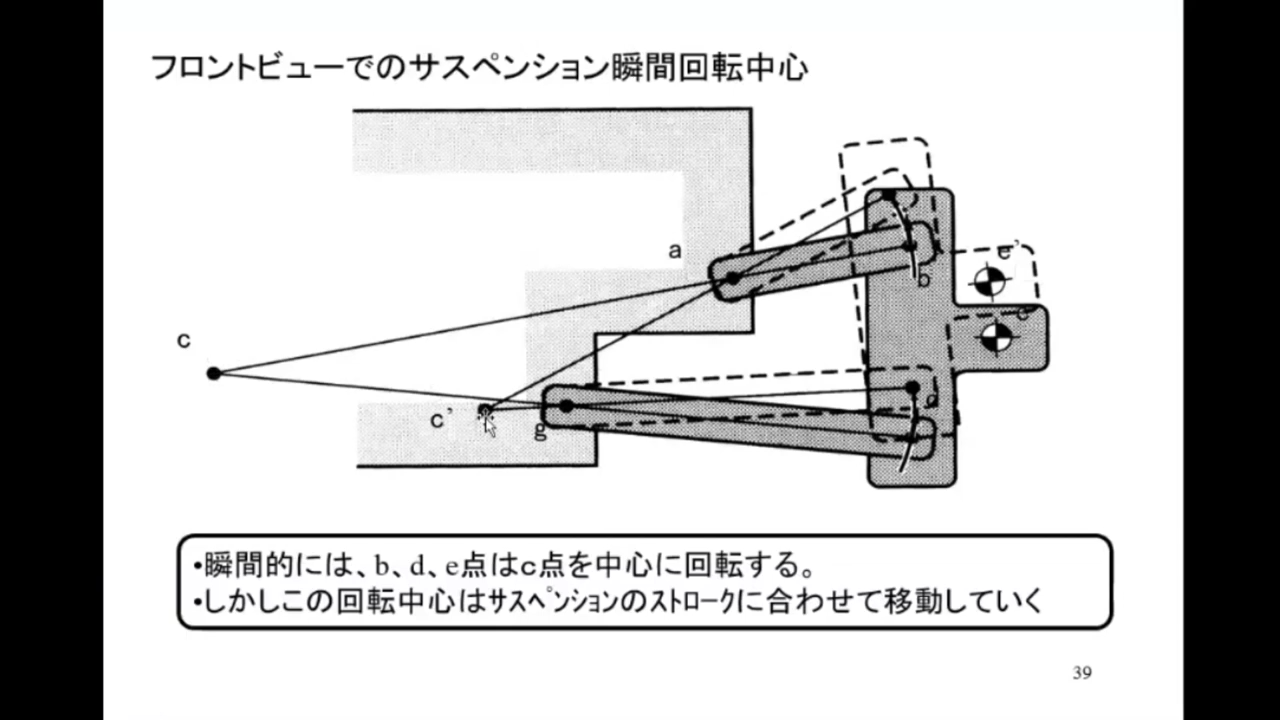 フロントビューでのサスペンション瞬間回転中心
e'
a
b
c
c'
g
•瞬間的には、b、d、e点はc点を中心に回転する。
•しかしこの回転中心はｻｽﾍﾟﾝｼｮﾝのｽﾄﾛｰｸに合わせて移動していく
39